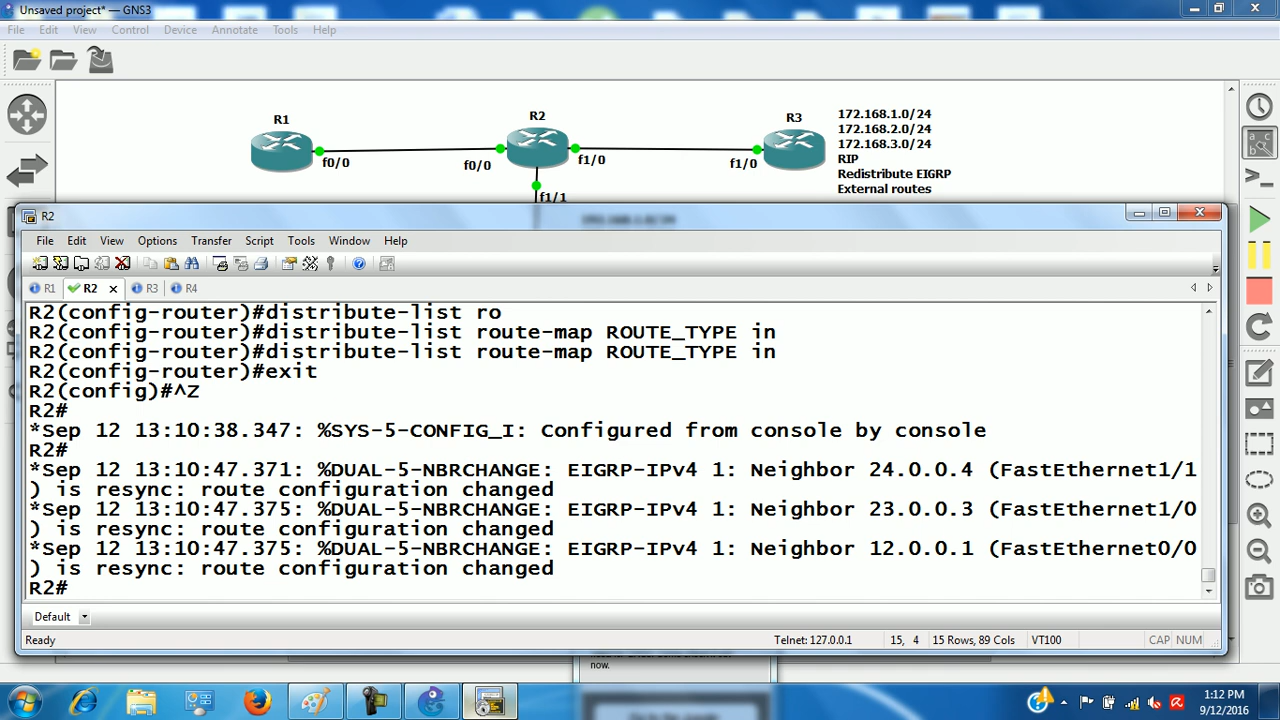 Unsaved project* — GNS3
File Edit View Control Device Annotate Tools Help
R1
R2
R3
f0/0
f0/0
f1/0
f1/0
f1/1
172.168.1.0/24
172.168.2.0/24
172.168.3.0/24
RIP
Redistribute EIGRP
External routes
R2
File Edit View Options Transfer Script Tools Window Help
R1 R2 R3 R4
R2(config-router)#distribute-list ro
R2(config-router)#distribute-list route-map ROUTE_TYPE in
R2(config-router)#distribute-list route-map ROUTE_TYPE in
R2(config-router)#exit
R2(config)#^Z
R2#
*Sep 12 13:10:38.347: %SYS-5-CONFIG_I: Configured from console by console
R2#
*Sep 12 13:10:47.371: %DUAL-5-NBRCHANGE: EIGRP-IPv4 1: Neighbor 24.0.0.4 (FastEthernet1/1
) is resync: route configuration changed
*Sep 12 13:10:47.375: %DUAL-5-NBRCHANGE: EIGRP-IPv4 1: Neighbor 23.0.0.3 (FastEthernet1/0
) is resync: route configuration changed
*Sep 12 13:10:47.375: %DUAL-5-NBRCHANGE: EIGRP-IPv4 1: Neighbor 12.0.0.1 (FastEthernet0/0
) is resync: route configuration changed
R2#
Default
Ready
Telnet: 127.0.0.1 15, 4 15 Rows, 89 Cols VT100 CAP NUM
now.
1:12 PM
9/12/2016